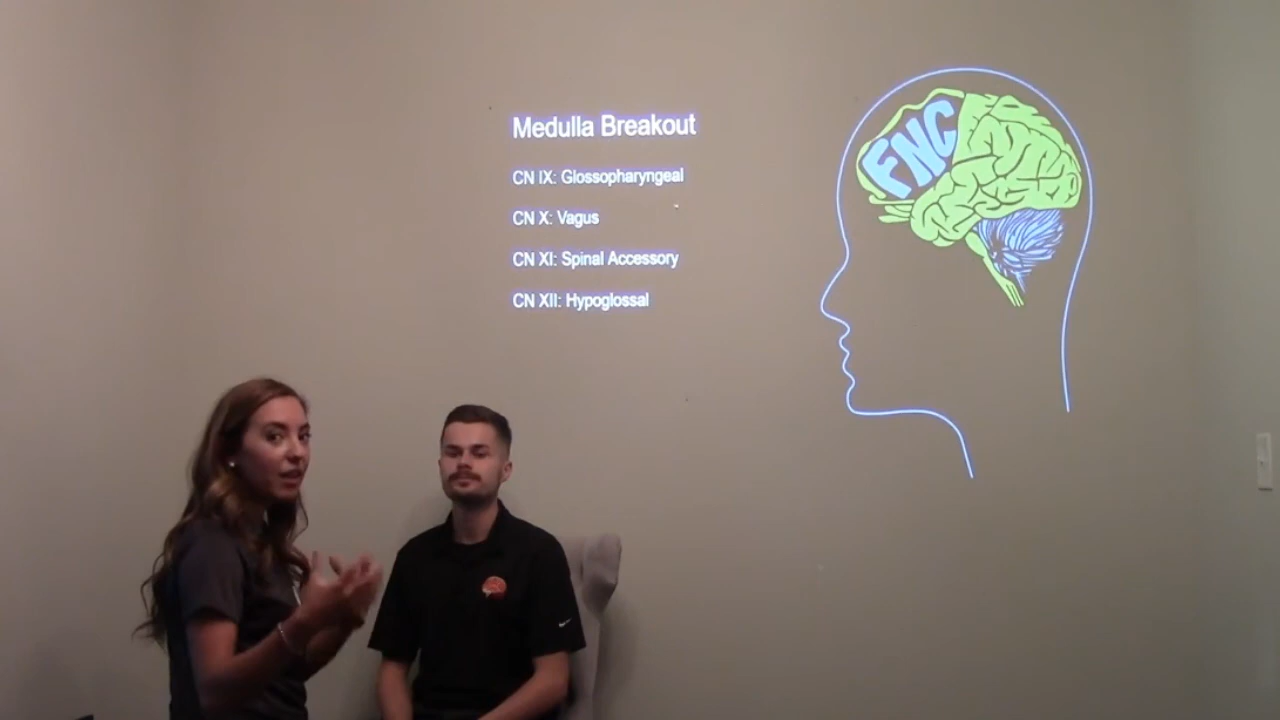 Medulla Breakout
CN IX: Glossopharyngeal
CN X: Vagus
CN XI: Spinal Accessory
CN XII: Hypoglossal
FNC